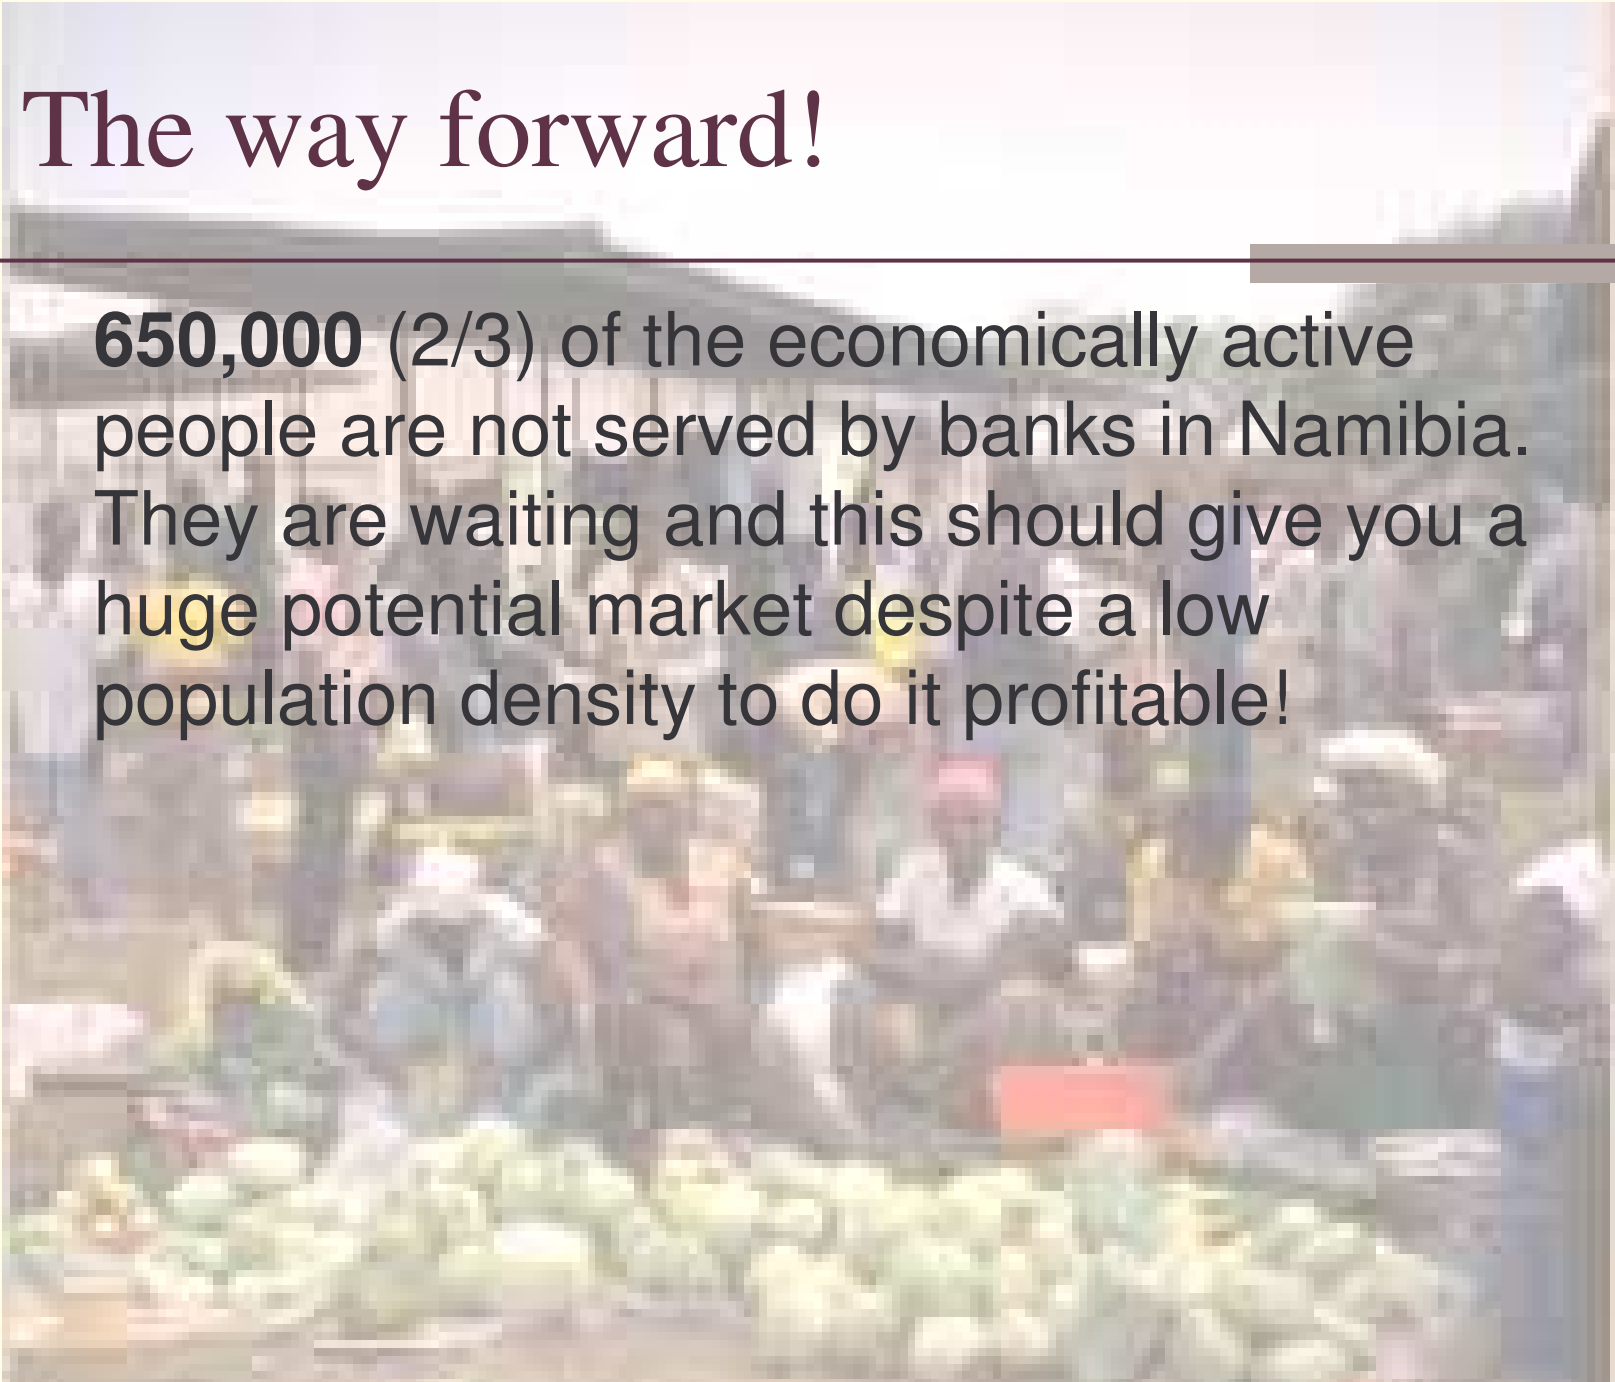 The way forward!
650,000 (2/3) of the economically active
people are not served by banks in Namibia.
They are waiting and this should give you a
huge potential market despite a low
population density to do it profitable!